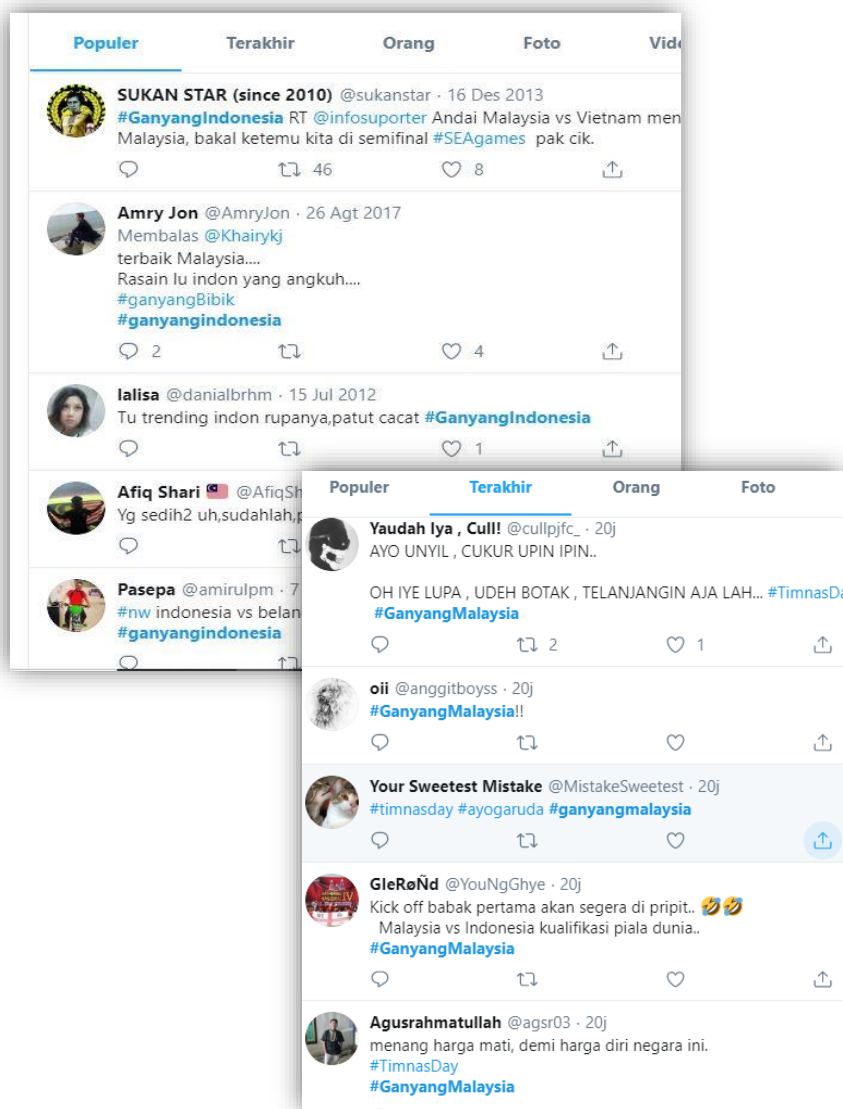 Populer Terakhir Orang Foto
SUKAN STAR (since 2010) @sukanstar · 16 Des 2013
#GanyangIndonesia RT @infosuporter Andai Malaysia vs Vietnam men
Malaysia, bakal ketemu kita di semifinal #SEAgames pak cik.
46 8
Amry Jon @AmryJon · 26 Agt 2017
Membalas @Khairykj
terbaik Malaysia....
Rasain lu indon yang angkuh....
#ganyangBibik
#ganyangindonesia
2 4
lalisa @danialbrhm · 15 Jul 2012
Tu trending indon rupanya,patut cacat #GanyangIndonesia
1
Afiq Shari @AfiqSh
Yg sedih2 uh,sudahlah,p
Pasepa @amirulpm · 7
#nw indonesia vs belan
#ganyangindonesia
Populer Terakhir Orang Foto
Yaudah Iya , Cull! @cullpjfc_ · 20j
AYO UNYIL , CUKUR UPIN IPIN..
OH IYE LUPA , UDEH BOTAK , TELANJANGIN AJA LAH... #TimnasDa
#GanyangMalaysia
2 1
oii @anggitboyss · 20j
#GanyangMalaysia!!
Your Sweetest Mistake @MistakeSweetest · 20j
#timnasday #ayogaruda #ganyangmalaysia
GleRøÑd @YouNgGhye · 20j
Kick off babak pertama akan segera di pripit.. 🤣🤣
Malaysia vs Indonesia kualifikasi piala dunia..
#GanyangMalaysia
Agusrahmatullah @agsr03 · 20j
menang harga mati, demi harga diri negara ini.
#TimnasDay
#GanyangMalaysia